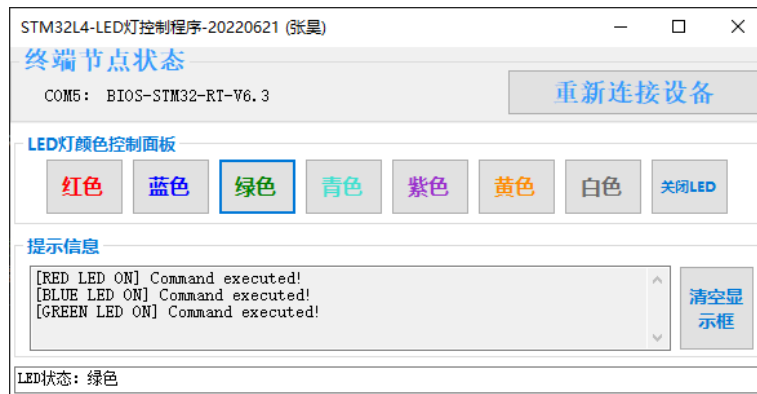 STM32L4-LED灯控制程序-20220621 (张昊)
终端节点状态
COM5： BIOS-STM32-RT-V6.3
重新连接设备
LED灯颜色控制面板
红色 蓝色 绿色 青色 紫色 黄色 白色 关闭LED
提示信息
[RED LED ON] Command executed!
[BLUE LED ON] Command executed!
[GREEN LED ON] Command executed!
清空显
示框
LED状态：绿色